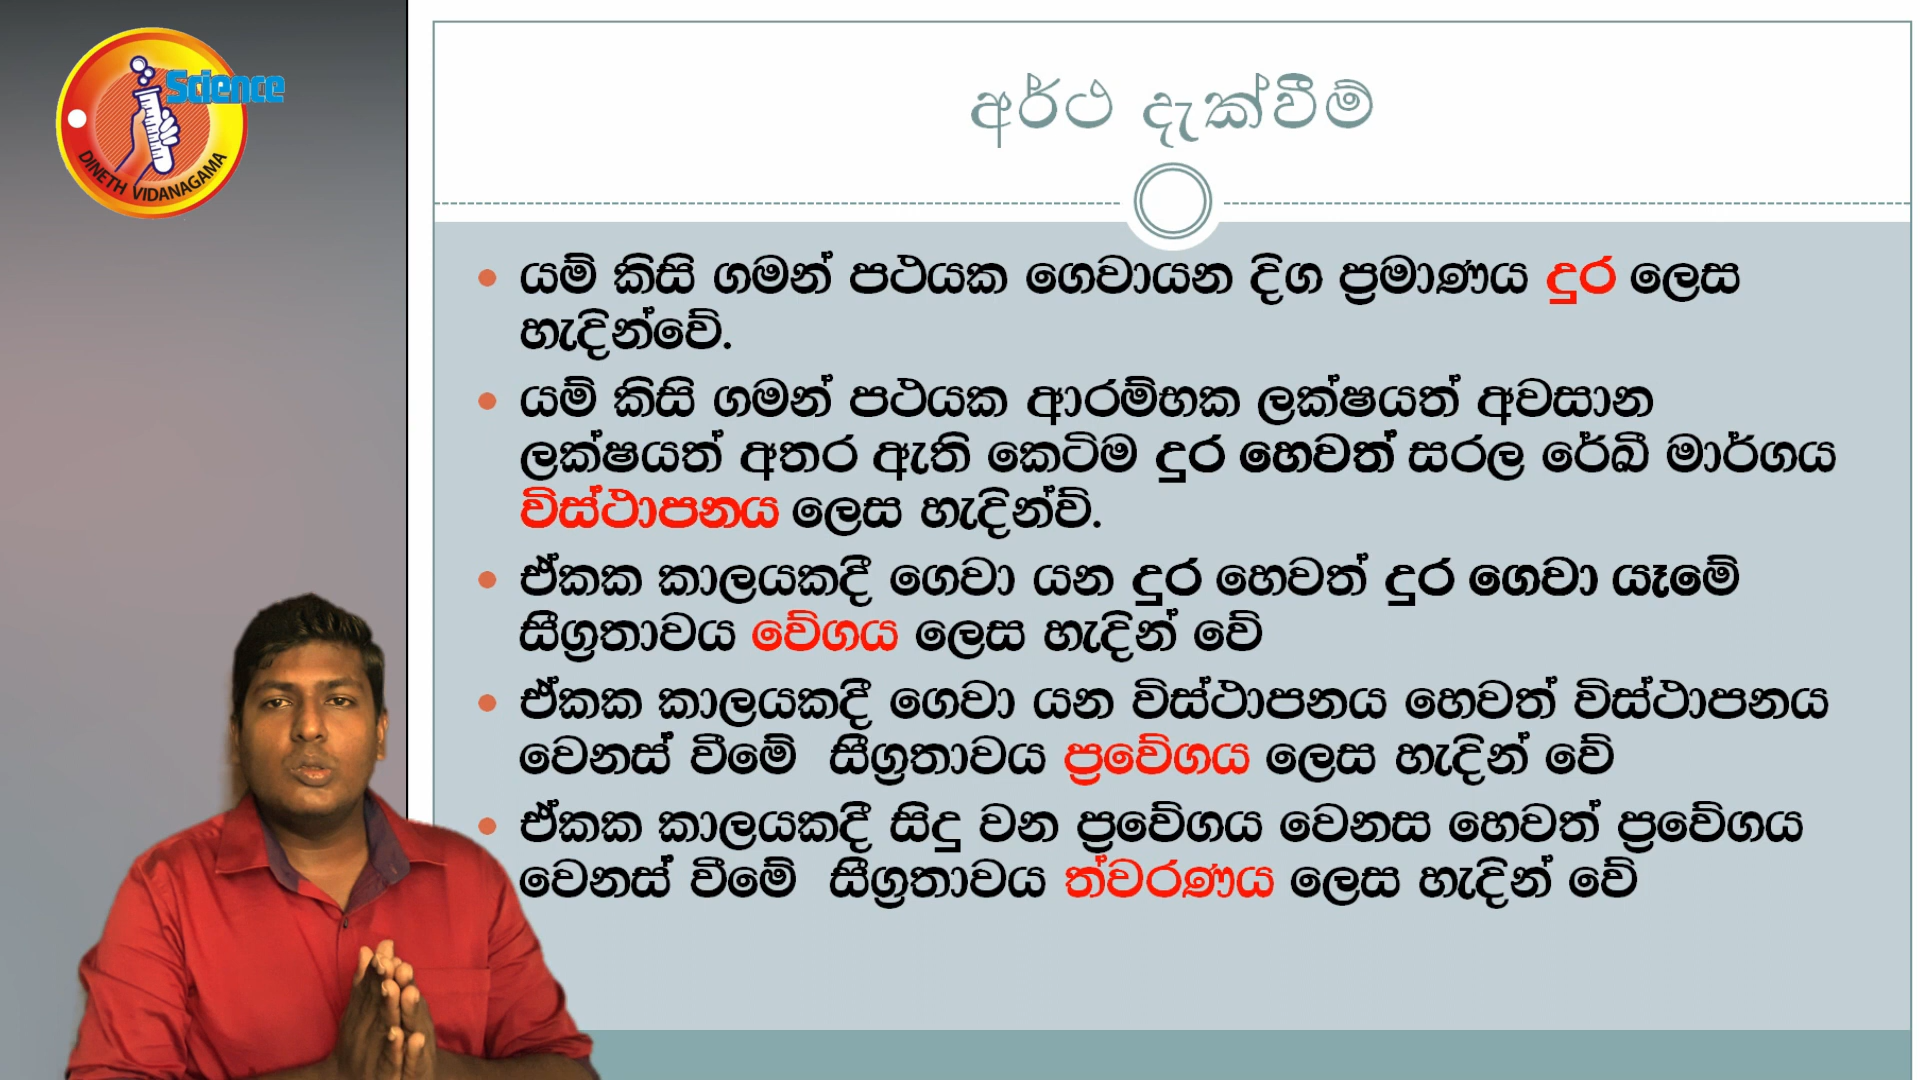 Science
DINETH VIDANAGAMA
අර්ථ දැක්වීම්
යම් කිසි ගමන් පථයක ගෙවායන දිග ප්‍රමාණය දුර ලෙස
හැදින්වේ.
යම් කිසි ගමන් පථයක ආරම්භක ලක්ෂයත් අවසාන
ලක්ෂයත් අතර ඇති කෙටිම දුර හෙවත් සරල රේඛී මාර්ගය
විස්ථාපනය ලෙස හැදින්වි.
ඒකක කාලයකදී ගෙවා යන දුර හෙවත් දුර ගෙවා යෑමේ
සීග්‍රතාවය වේගය ලෙස හැදින් වේ
ඒකක කාලයකදී ගෙවා යන විස්ථාපනය හෙවත් විස්ථාපනය
වෙනස් වීමේ සීග්‍රතාවය ප්‍රවේගය ලෙස හැදින් වේ
ඒකක කාලයකදී සිදු වන ප්‍රවේගය වෙනස හෙවත් ප්‍රවේගය
වෙනස් වීමේ සීග්‍රතාවය ත්වරණය ලෙස හැදින් වේ